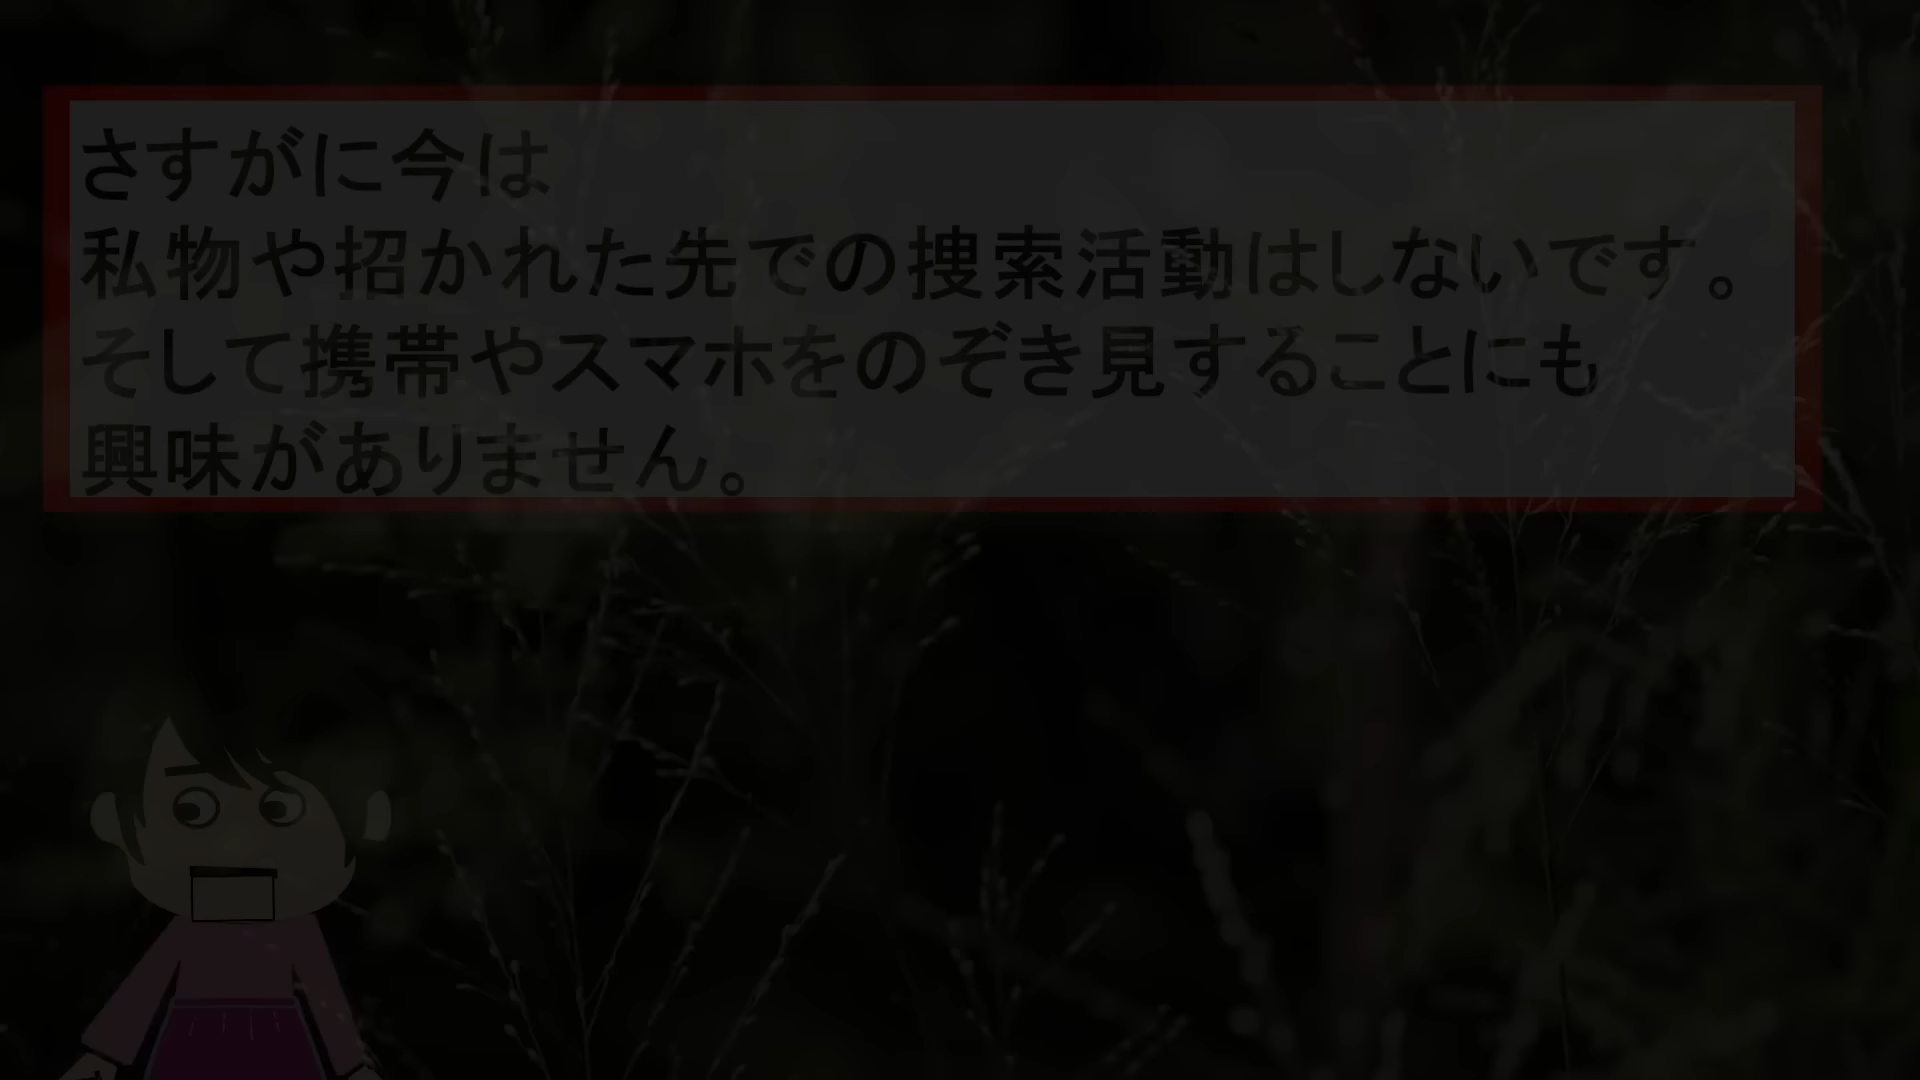 さすがに今は
私物や招かれた先での捜索活動はしないです。
そして携帯やスマホをのぞき見することにも
興味がありません。